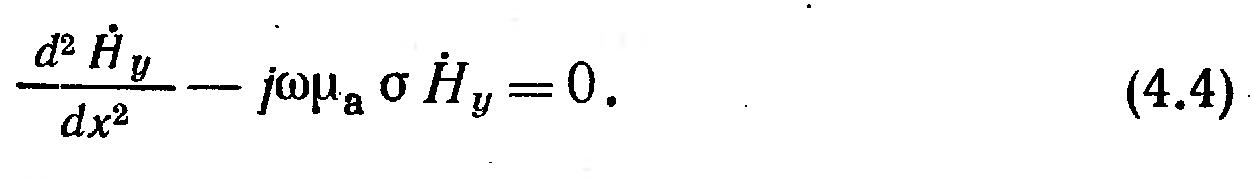 d² Ḣ_y / dx² — jωμ_a σ Ḣ_y = 0. (4.4)